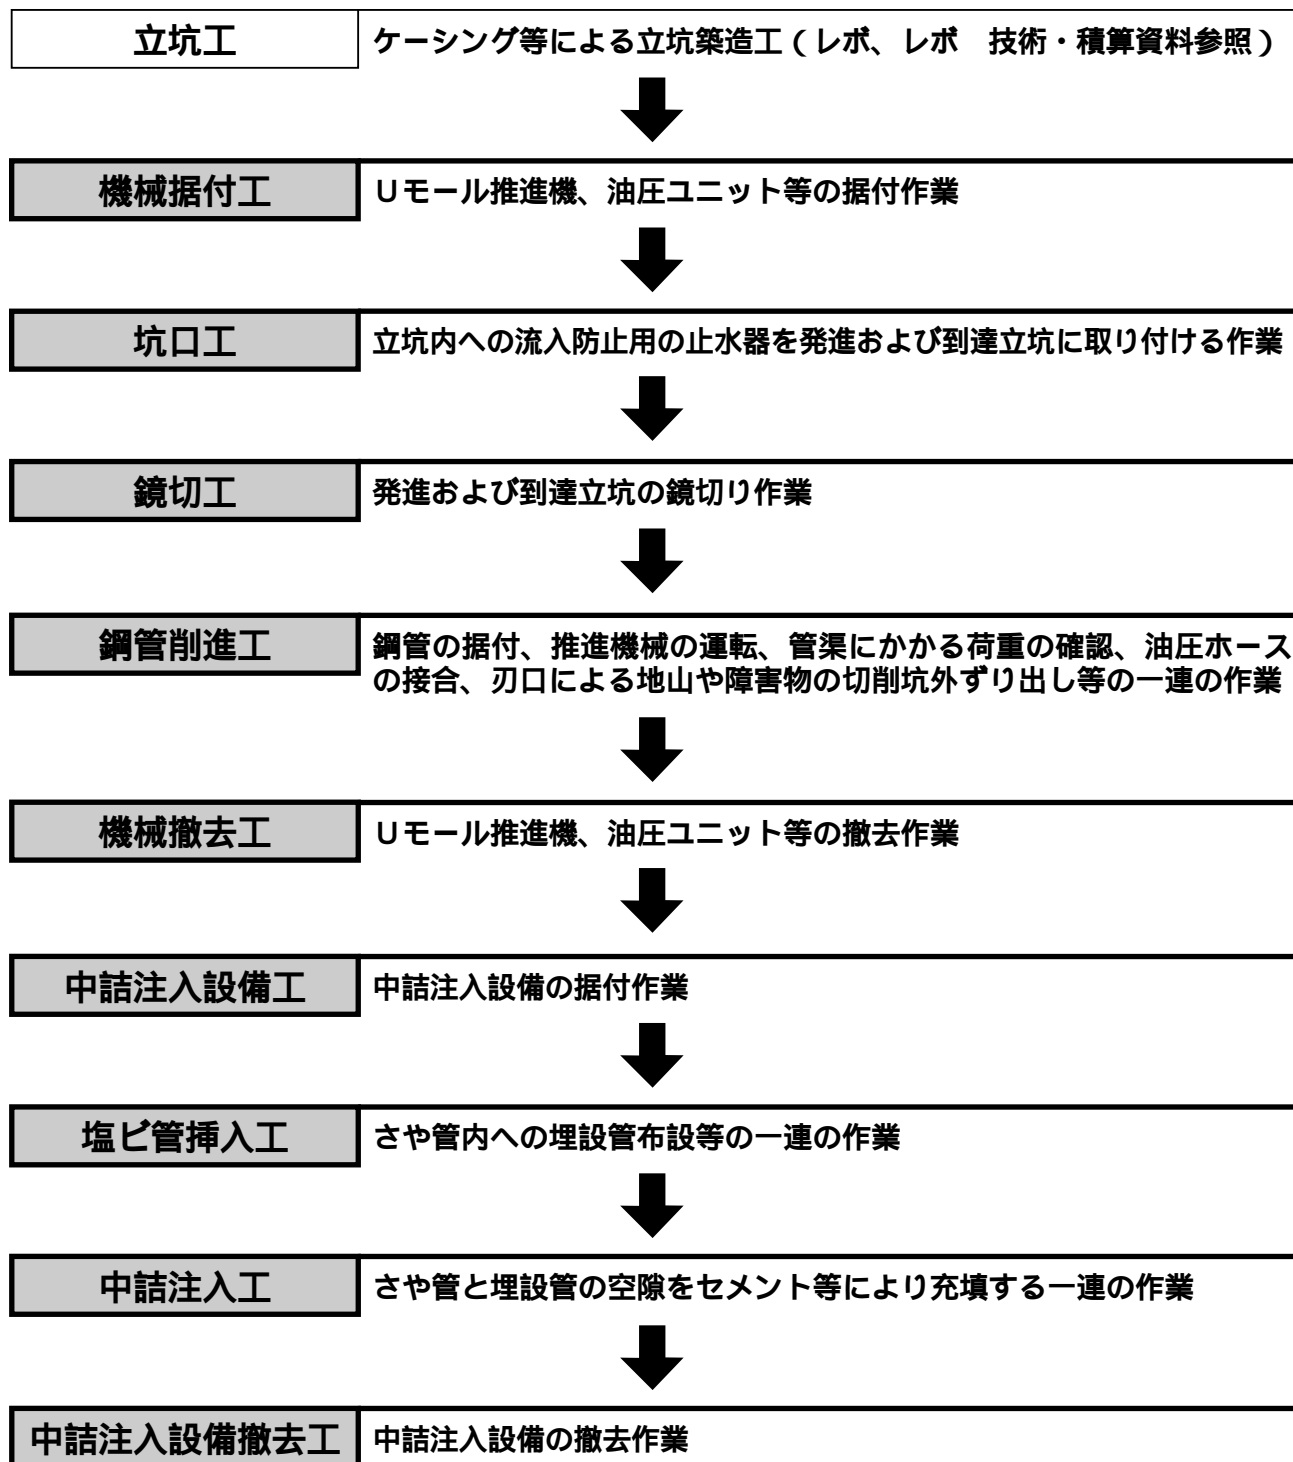 立坑工
ケーシング等による立坑築造工（レボ、レボ　技術・積算資料参照）
機械据付工
Ｕモール推進機、油圧ユニット等の据付作業
坑口工
立坑内への流入防止用の止水器を発進および到達立坑に取り付ける作業
鏡切工
発進および到達立坑の鏡切り作業
鋼管削進工
鋼管の据付、推進機械の運転、管渠にかかる荷重の確認、油圧ホース
の接合、刃口による地山や障害物の切削坑外ずり出し等の一連の作業
機械撤去工
Ｕモール推進機、油圧ユニット等の撤去作業
中詰注入設備工
中詰注入設備の据付作業
塩ビ管挿入工
さや管内への埋設管布設等の一連の作業
中詰注入工
さや管と埋設管の空隙をセメント等により充填する一連の作業
中詰注入設備撤去工
中詰注入設備の撤去作業